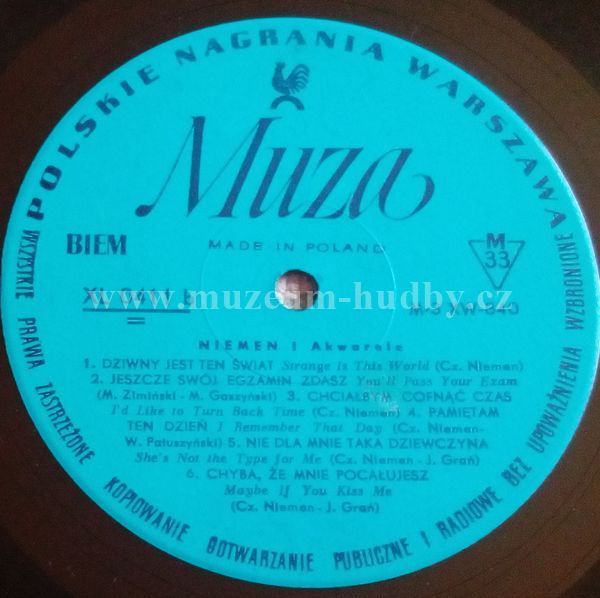 POLSKIE NAGRANIA WARSZAWA
Muza
BIEM
MADE IN POLAND
M
33
XL 0411 b
www.muzeum-hudby.cz
NIEMEN i Akwarele
1. DZIWNY JEST TEN ŚWIAT Strange Is This World (Cz. Niemen)
2. JESZCZE SWÓJ EGZAMIN ZDASZ You'll Pass Your Exam
(M. Zimiński - M. Gaszyński) 3. CHCIAŁBYM COFNĄĆ CZAS
I'd Like to Turn Back Time (Cz. Niemen) 4. PAMIĘTAM
TEN DZIEŃ I Remember That Day (Cz. Niemen-
W. Patuszyński) 5. NIE DLA MNIE TAKA DZIEWCZYNA
She's Not the Type for Me (Cz. Niemen - J. Grań)
6. CHYBA, ŻE MNIE POCAŁUJESZ
Maybe If You Kiss Me
(Cz. Niemen - J. Grań)
WSZYSTKIE PRAWA ZASTRZEŻONE KOPIOWANIE ODTWARZANIE PUBLICZNE I RADIOWE BEZ UPOWAŻNIENIA WZBRONIONE